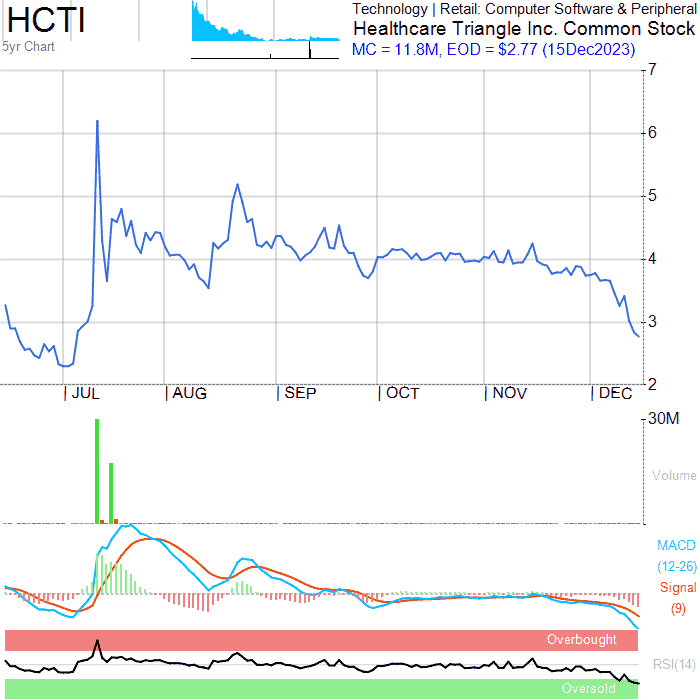 HCTI
5yr Chart
Technology | Retail: Computer Software & Peripheral
Healthcare Triangle Inc. Common Stock
MC = 11.8M, EOD = $2.77 (15Dec2023)
7
6
5
4
3
2
JUL
AUG
SEP
OCT
NOV
DEC
30M
Volume
MACD
(12-26)
Signal
(9)
Overbought
RSI(14)
Oversold